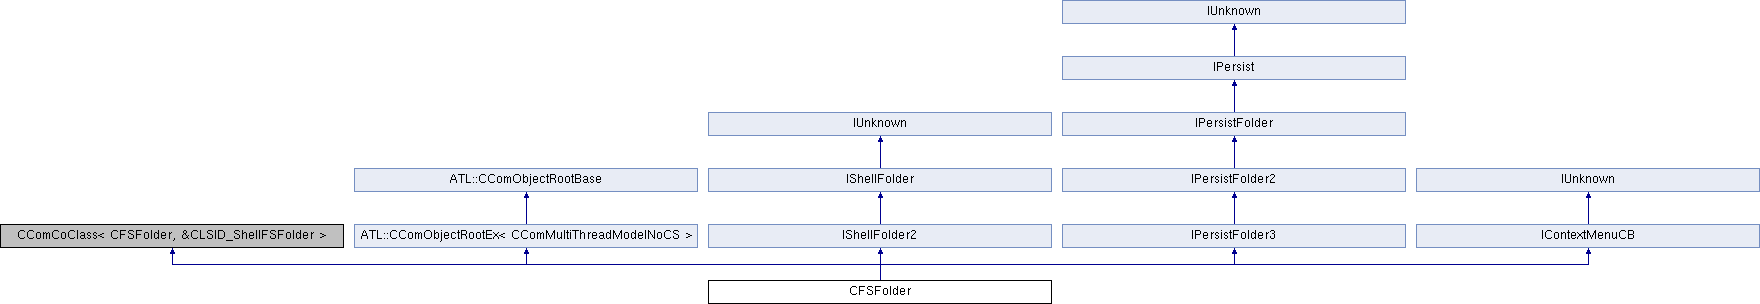 IUnknown
IPersist
IUnknown
IPersistFolder
ATL::CComObjectRootBase
IShellFolder
IPersistFolder2
IUnknown
CComCoClass< CFSFolder, &CLSID_ShellFSFolder >
ATL::CComObjectRootEx< CComMultiThreadModelNoCS >
IShellFolder2
IPersistFolder3
IContextMenuCB
CFSFolder